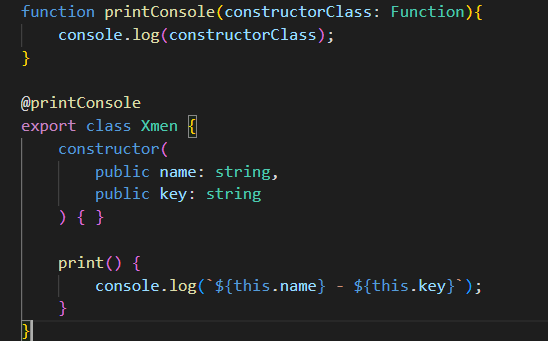 function printConsole(constructorClass: Function){
    console.log(constructorClass);
}

@printConsole
export class Xmen {
    constructor(
        public name: string,
        public key: string
    ) { }

    print() {
        console.log(`${this.name} - ${this.key}`);
    }
}